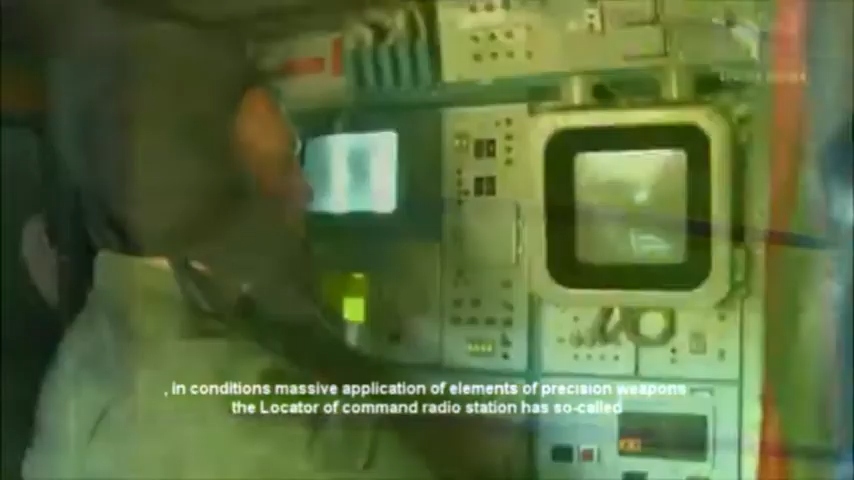 , in conditions massive application of elements of precision weapons
the Locator of command radio station has so-called